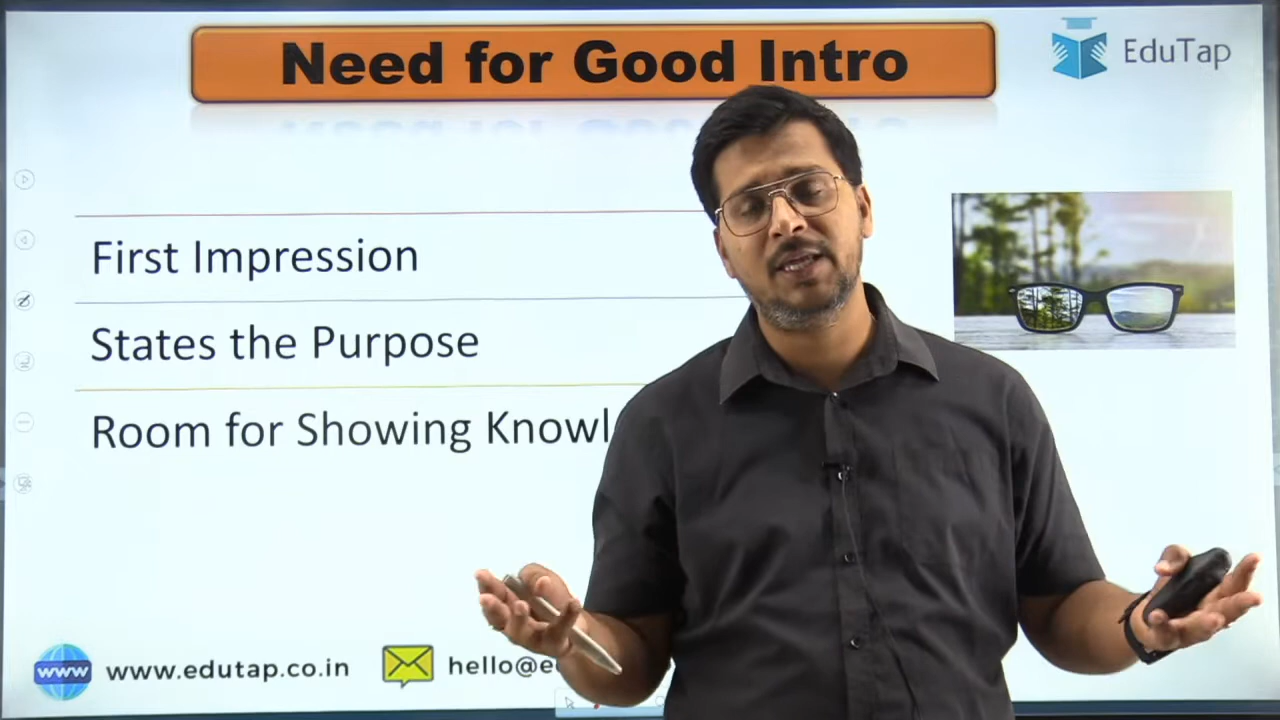 Need for Good Intro
EduTap
First Impression
States the Purpose
Room for Showing Knowl
www
www.edutap.co.in
hello@e